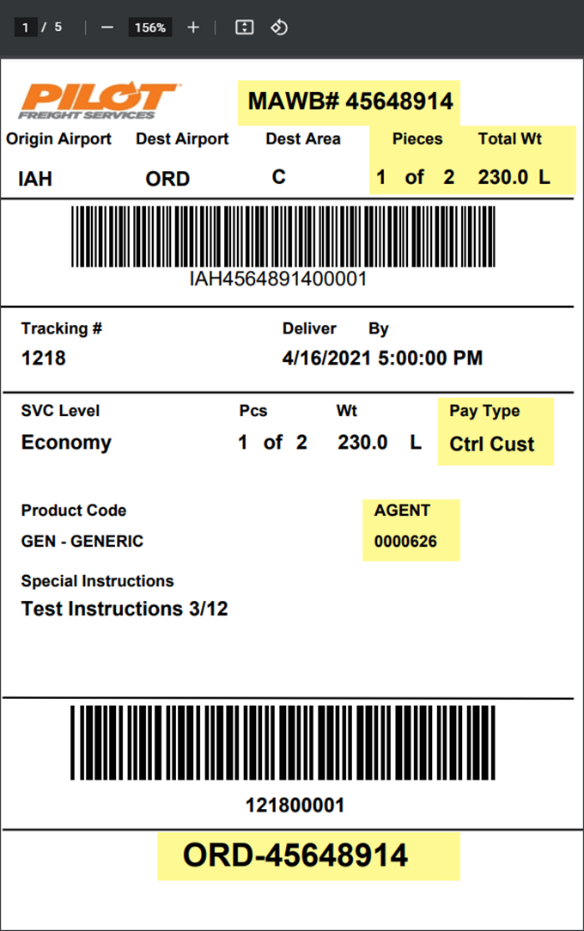 1 / 5 156%
PILOT
FREIGHT SERVICES
MAWB# 45648914
Origin Airport Dest Airport Dest Area Pieces Total Wt
IAH ORD C 1 of 2 230.0 L
IAH4564891400001
Tracking # Deliver By
1218 4/16/2021 5:00:00 PM
SVC Level Pcs Wt Pay Type
Economy 1 of 2 230.0 L Ctrl Cust
Product Code AGENT
GEN - GENERIC 0000626
Special Instructions
Test Instructions 3/12
121800001
ORD-45648914